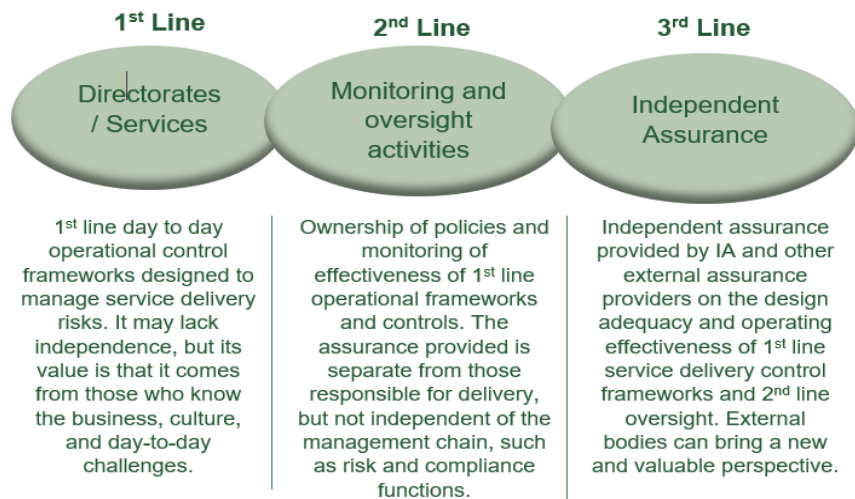 1st Line
Directorates
/ Services
1st line day to day
operational control
frameworks designed to
manage service delivery
risks. It may lack
independence, but its
value is that it comes
from those who know
the business, culture,
and day-to-day
challenges.
2nd Line
Monitoring and
oversight
activities
Ownership of policies and
monitoring of
effectiveness of 1st line
operational frameworks
and controls. The
assurance provided is
separate from those
responsible for delivery,
but not independent of the
management chain, such
as risk and compliance
functions.
3rd Line
Independent
Assurance
Independent assurance
provided by IA and other
external assurance
providers on the design
adequacy and operating
effectiveness of 1st line
service delivery control
frameworks and 2nd line
oversight. External
bodies can bring a new
and valuable perspective.